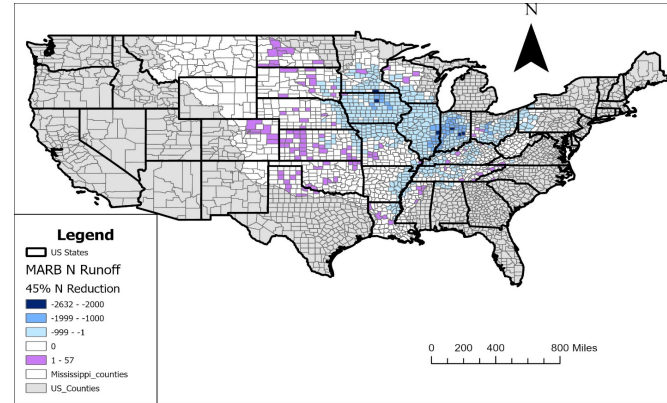 N
Legend
US States
MARB N Runoff
45% N Reduction
-2632 - -2000
-1999 - -1000
-999 - -1
0
1 - 57
Mississippi_counties
US_Counties
0 200 400 800 Miles